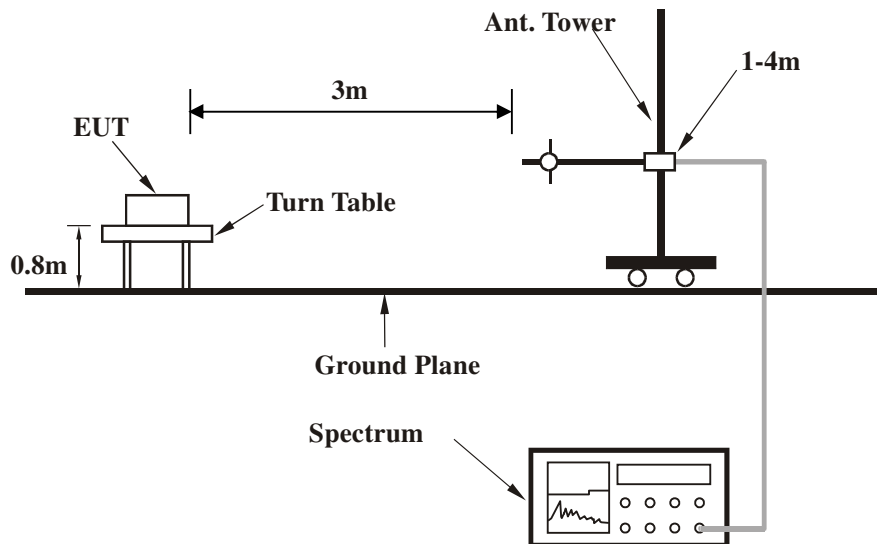 Ant. Tower
1-4m
3m
EUT
Turn Table
0.8m
Ground Plane
Spectrum